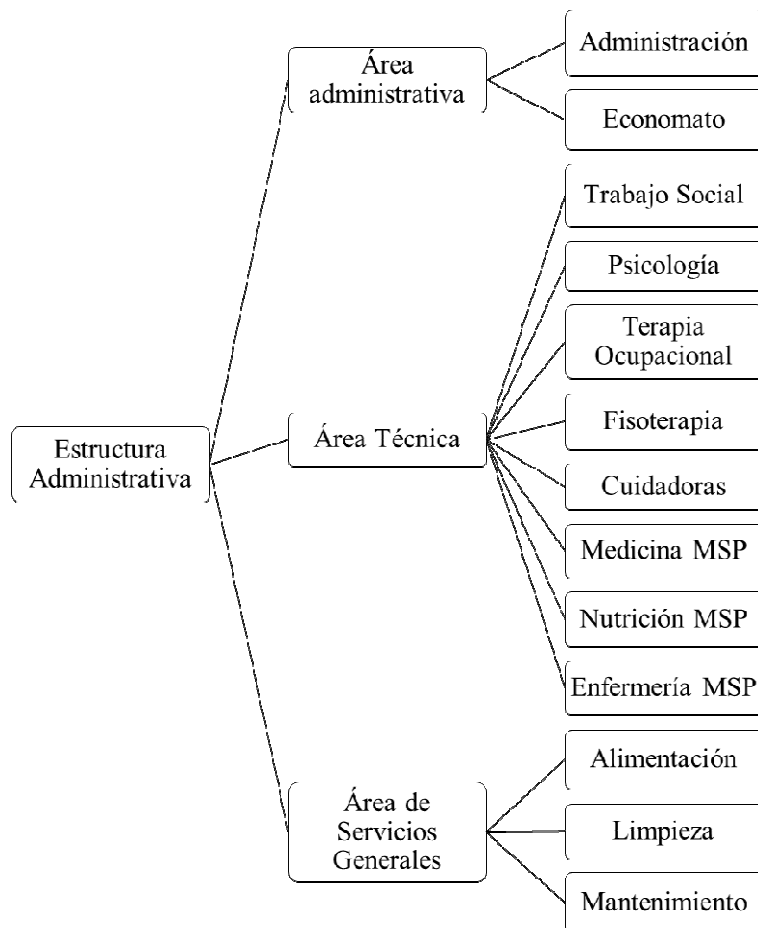 Estructura
Administrativa
Área
administrativa
Administración
Economato
Área Técnica
Trabajo Social
Psicología
Terapia
Ocupacional
Fisoterapia
Cuidadoras
Medicina MSP
Nutrición MSP
Enfermería MSP
Área de
Servicios
Generales
Alimentación
Limpieza
Mantenimiento